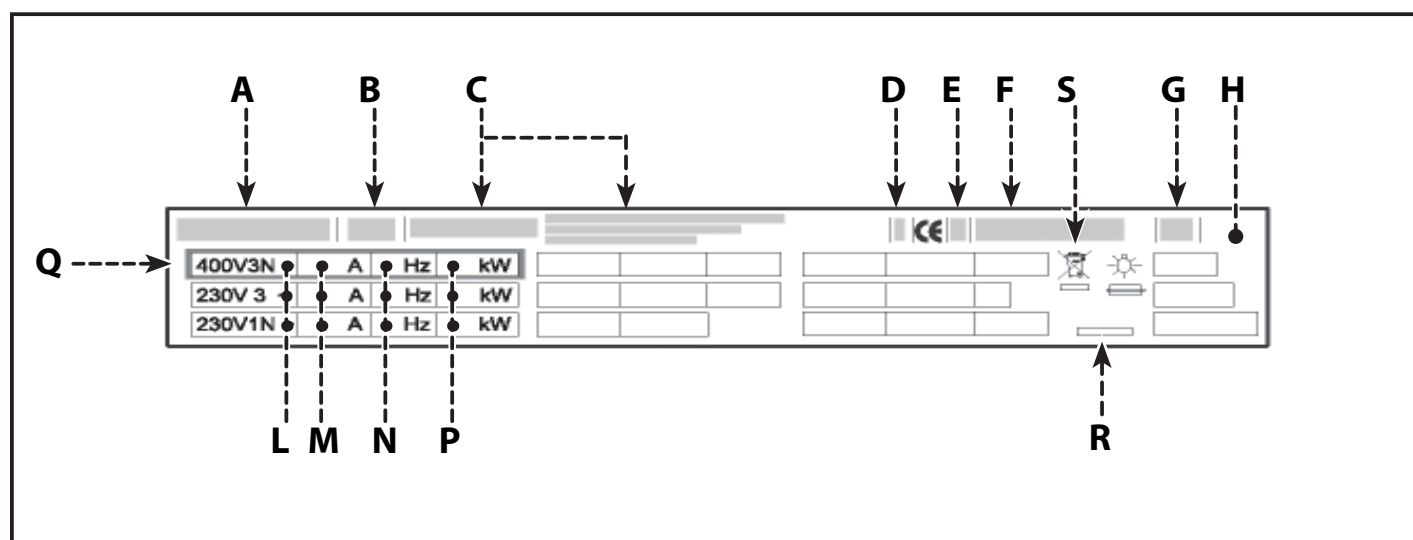 A B C D E F S G H
CE
Q
400V3N A Hz kW
230V 3 A Hz kW
230V1N A Hz kW
L M N P R